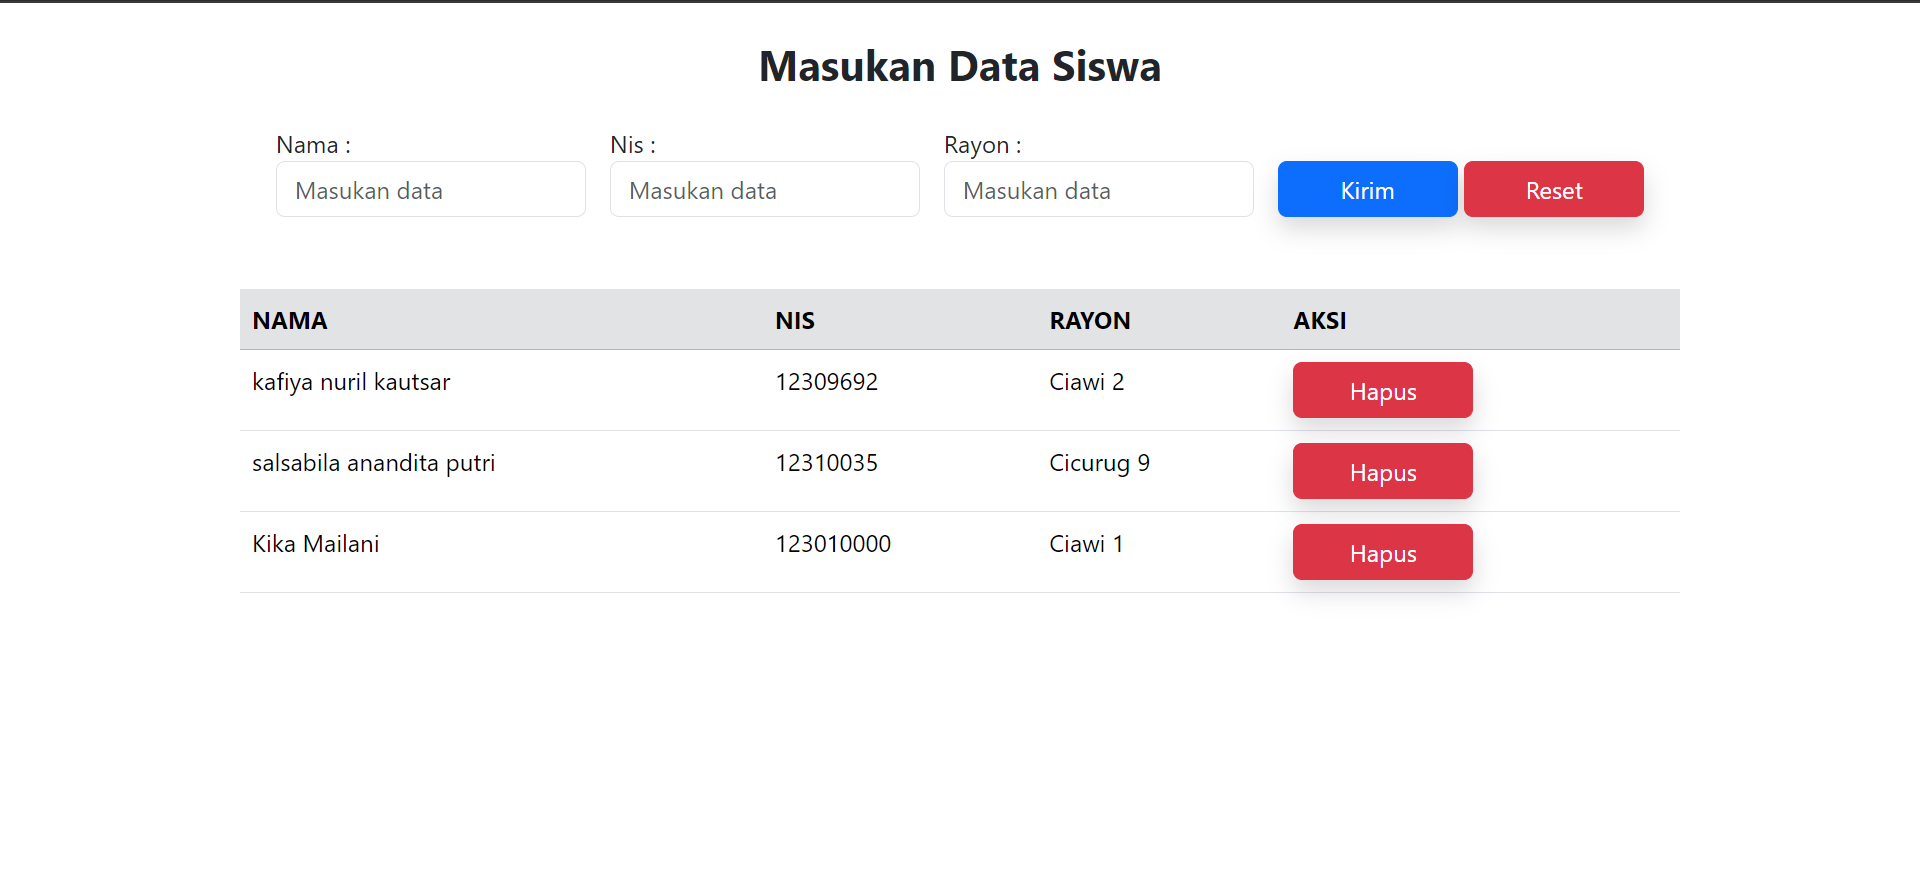 Masukan Data Siswa
Nama : Nis : Rayon :
Masukan data Masukan data Masukan data Kirim Reset
NAMA NIS RAYON AKSI
kafiya nuril kautsar 12309692 Ciawi 2 Hapus
salsabila anandita putri 12310035 Cicurug 9 Hapus
Kika Mailani 123010000 Ciawi 1 Hapus